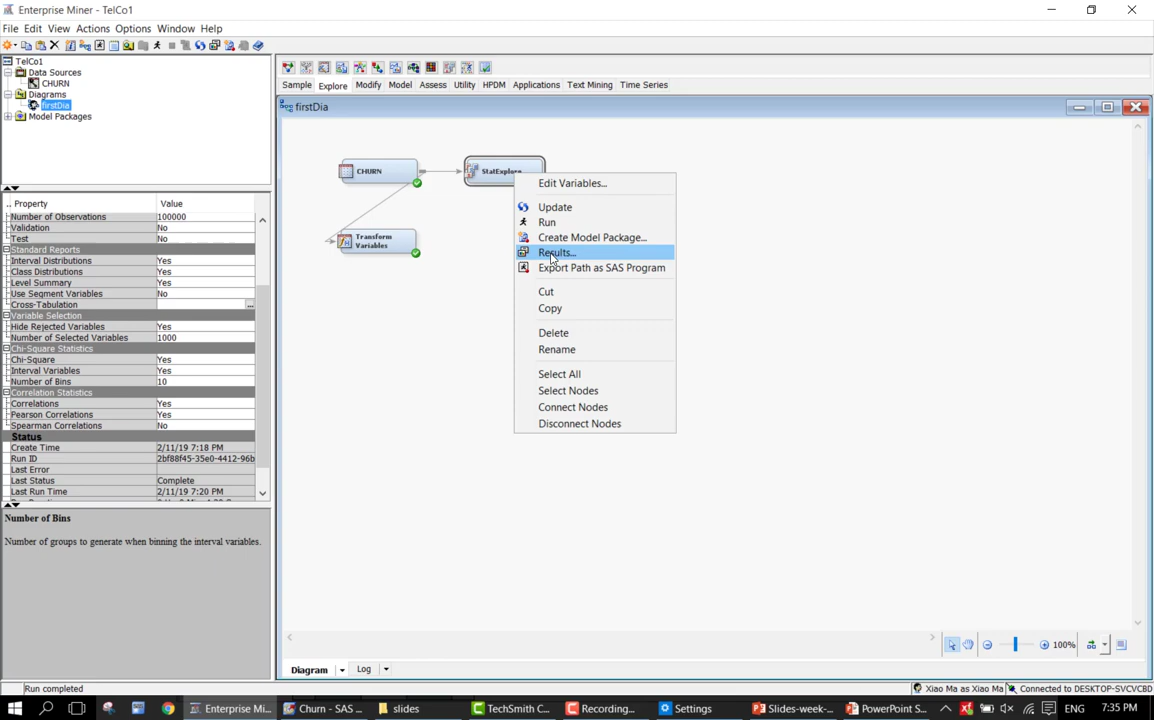 Enterprise Miner - TelCo1
File Edit View Actions Options Window Help
TelCo1
Data Sources
CHURN
Diagrams
firstDia
Model Packages
.. Property Value
Number of Observations 100000
Validation No
Test No
Standard Reports
Interval Distributions Yes
Class Distributions Yes
Level Summary Yes
Use Segment Variables No
Cross-Tabulation ...
Variable Selection
Hide Rejected Variables Yes
Number of Selected Variables 1000
Chi-Square Statistics
Chi-Square Yes
Interval Variables Yes
Number of Bins 10
Correlation Statistics
Correlations Yes
Pearson Correlations Yes
Spearman Correlations No
Status
Create Time 2/11/19 7:18 PM
Run ID 2bf88f45-35e0-4412-96b
Last Error
Last Status Complete
Last Run Time 2/11/19 7:20 PM
Number of Bins
Number of groups to generate when binning the interval variables.
Sample Explore Modify Model Assess Utility HPDM Applications Text Mining Time Series
firstDia
CHURN
StatExplore
Transform
Variables
Edit Variables...
Update
Run
Create Model Package...
Results...
Export Path as SAS Program
Cut
Copy
Delete
Rename
Select All
Select Nodes
Connect Nodes
Disconnect Nodes
100%
Diagram Log
Run completed
Xiao Ma as Xiao Ma Connected to DESKTOP-SVCVCBD
Enterprise Mi... Churn - SAS ... slides TechSmith C... Recording... Settings Slides-week-... PowerPoint S... ENG 7:35 PM